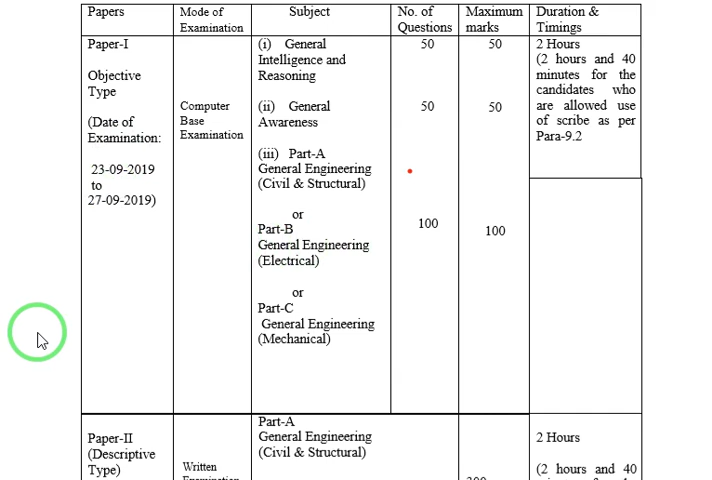 Papers
Mode of
Examination
Subject
No. of
Questions
Maximum
marks
Duration &
Timings
Paper-I
Objective
Type
(Date of
Examination:
23-09-2019
to
27-09-2019)
Computer
Base
Examination
(i) General
Intelligence and
Reasoning
(ii) General
Awareness
(iii) Part-A
General Engineering
(Civil & Structural)
or
Part-B
General Engineering
(Electrical)
or
Part-C
General Engineering
(Mechanical)
50
50
100
50
50
100
2 Hours
(2 hours and 40
minutes for the
candidates who
are allowed use
of scribe as per
Para-9.2
Paper-II
(Descriptive
Type)
Written
Part-A
General Engineering
(Civil & Structural)
2 Hours
(2 hours and 40